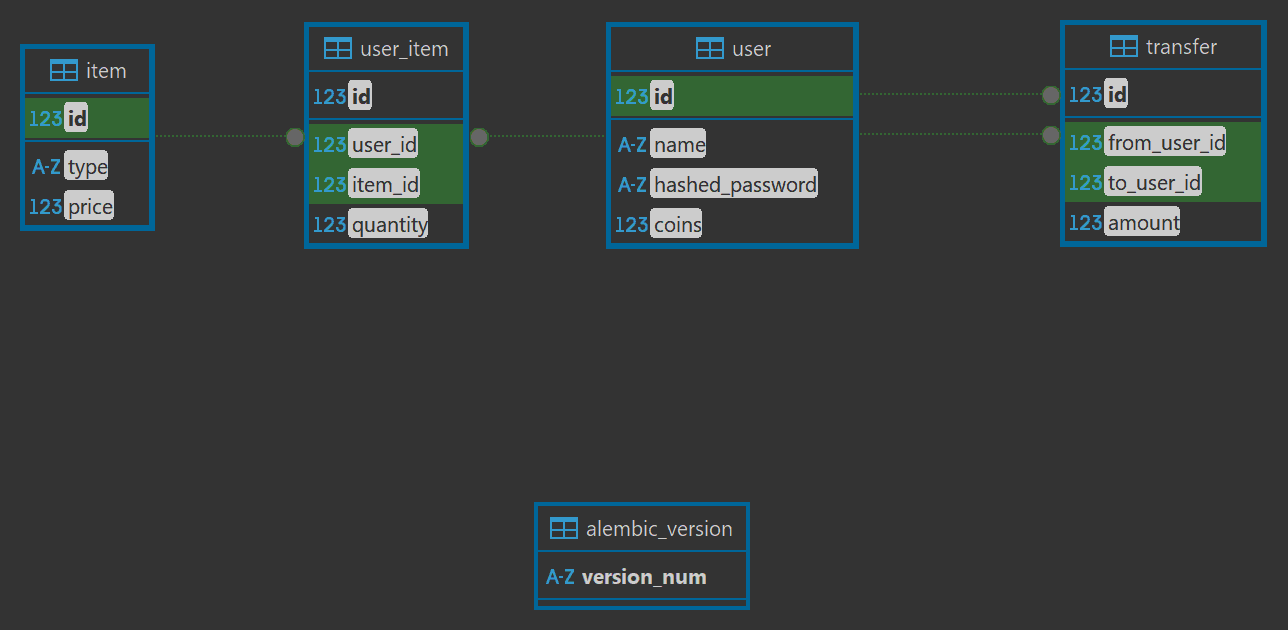 item
123 id
A-Z type
123 price
user_item
123 id
123 user_id
123 item_id
123 quantity
user
123 id
A-Z name
A-Z hashed_password
123 coins
transfer
123 id
123 from_user_id
123 to_user_id
123 amount
alembic_version
A-Z version_num